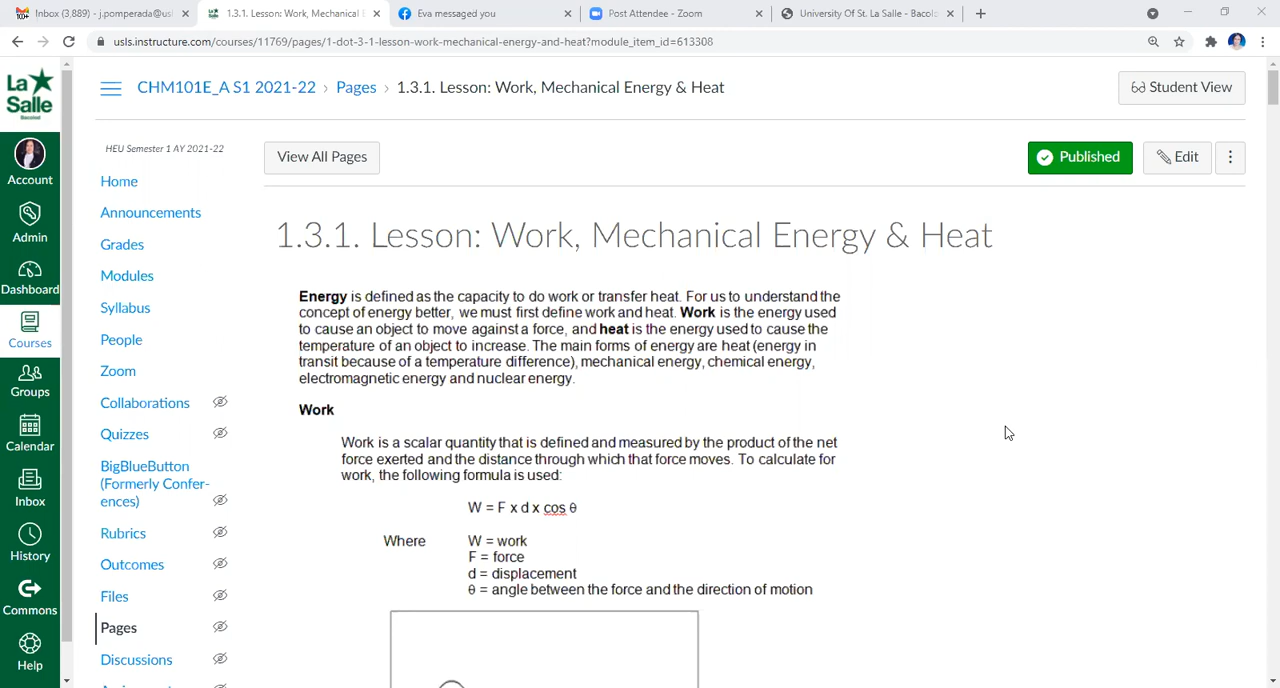 Inbox (3,889) - j.pomperada@usl
1.3.1. Lesson: Work, Mechanical E
Eva messaged you
Post Attendee - Zoom
University Of St. La Salle - Bacolo
usls.instructure.com/courses/11769/pages/1-dot-3-1-lesson-work-mechanical-energy-and-heat?module_item_id=613308
La
Salle
Bacolod
Account
Admin
Dashboard
Courses
Groups
Calendar
Inbox
History
Commons
Help
CHM101E_A S1 2021-22 › Pages › 1.3.1. Lesson: Work, Mechanical Energy & Heat
Student View
HEU Semester 1 AY 2021-22
Home
Announcements
Grades
Modules
Syllabus
People
Zoom
Collaborations
Quizzes
BigBlueButton
(Formerly Confer-
ences)
Rubrics
Outcomes
Files
Pages
Discussions
View All Pages
Published
Edit
1.3.1. Lesson: Work, Mechanical Energy & Heat
Energy is defined as the capacity to do work or transfer heat. For us to understand the
concept of energy better, we must first define work and heat. Work is the energy used
to cause an object to move against a force, and heat is the energy used to cause the
temperature of an object to increase. The main forms of energy are heat (energy in
transit because of a temperature difference), mechanical energy, chemical energy,
electromagnetic energy and nuclear energy.
Work
Work is a scalar quantity that is defined and measured by the product of the net
force exerted and the distance through which that force moves. To calculate for
work, the following formula is used:
W = F x d x cos θ
Where W = work
F = force
d = displacement
θ = angle between the force and the direction of motion